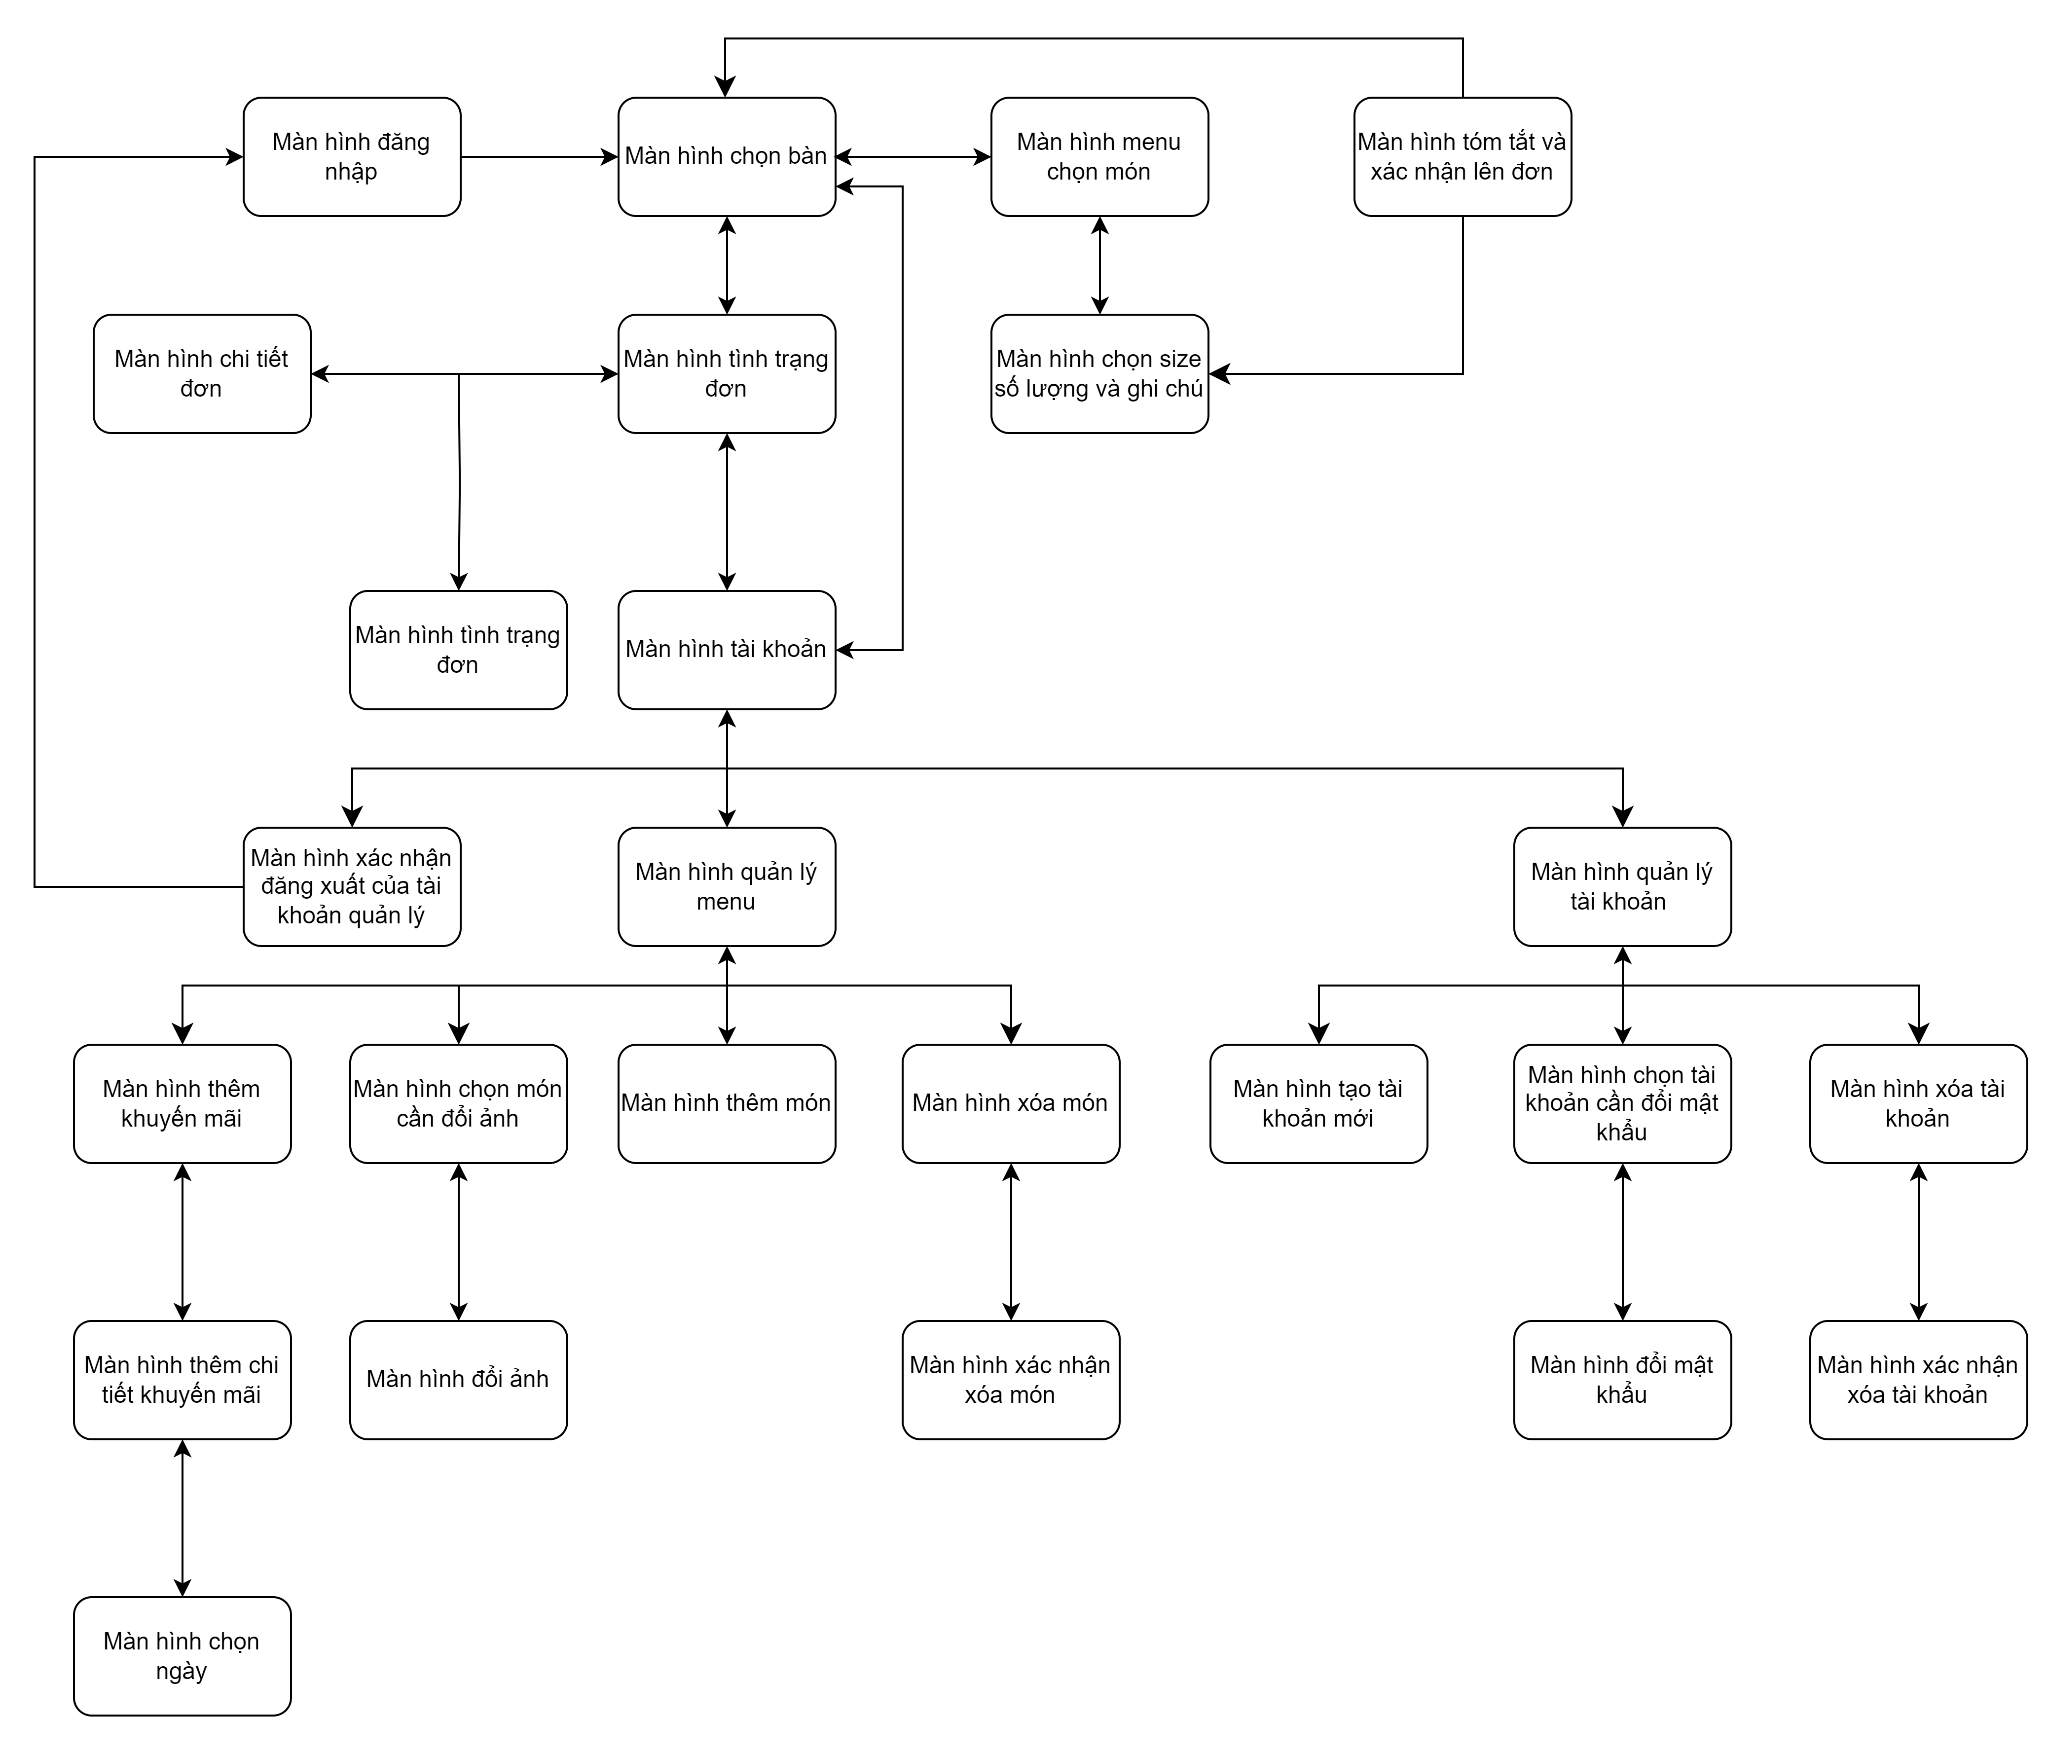 Màn hình đăng
nhập
Màn hình chọn bàn
Màn hình menu
chọn món
Màn hình tóm tắt và
xác nhận lên đơn
Màn hình chi tiết
đơn
Màn hình tình trạng
đơn
Màn hình chọn size
số lượng và ghi chú
Màn hình tình trạng
đơn
Màn hình tài khoản
Màn hình xác nhận
đăng xuất của tài
khoản quản lý
Màn hình quản lý
menu
Màn hình quản lý
tài khoản
Màn hình thêm
khuyến mãi
Màn hình chọn món
cần đổi ảnh
Màn hình thêm món
Màn hình xóa món
Màn hình tạo tài
khoản mới
Màn hình chọn tài
khoản cần đổi mật
khẩu
Màn hình xóa tài
khoản
Màn hình thêm chi
tiết khuyến mãi
Màn hình đổi ảnh
Màn hình xác nhận
xóa món
Màn hình đổi mật
khẩu
Màn hình xác nhận
xóa tài khoản
Màn hình chọn
ngày